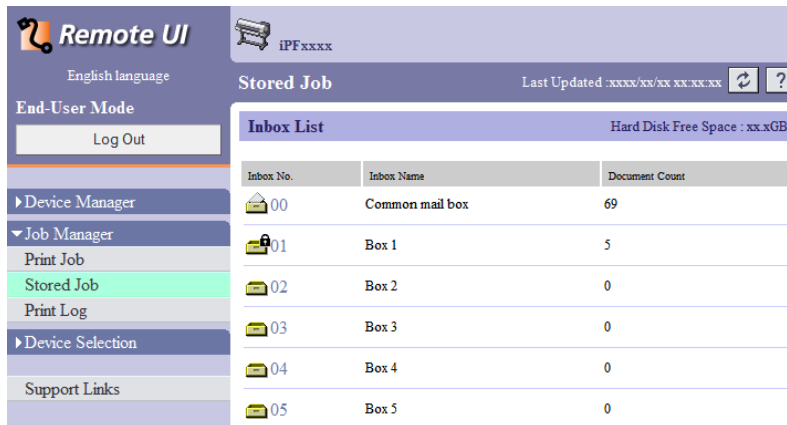 Remote UI
English language
End-User Mode
Log Out
▶Device Manager
▼Job Manager
Print Job
Stored Job
Print Log
▶Device Selection
Support Links
iPFxxxx
Stored Job Last Updated :xxxx/xx/xx xx:xx:xx ?
Inbox List Hard Disk Free Space : xx.xGB
Inbox No. Inbox Name Document Count
00 Common mail box 69
01 Box 1 5
02 Box 2 0
03 Box 3 0
04 Box 4 0
05 Box 5 0